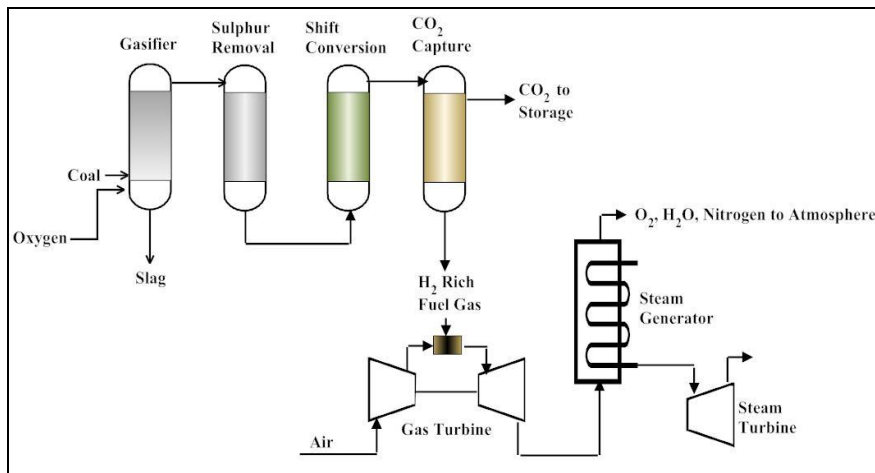 Gasifier
Sulphur
Removal
Shift
Conversion
CO2
Capture
CO2 to
Storage
Coal
Oxygen
Slag
O2, H2O, Nitrogen to Atmosphere
H2 Rich
Fuel Gas
Steam
Generator
Air
Gas Turbine
Steam
Turbine